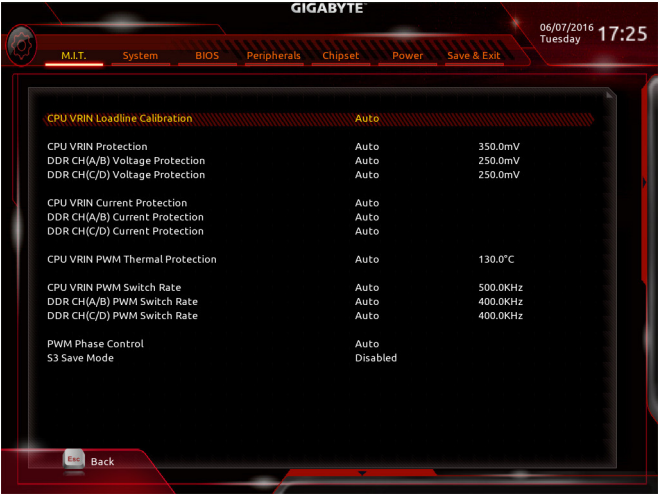 GIGABYTE
06/07/2016 17:25
Tuesday
M.I.T. System BIOS Peripherals Chipset Power Save & Exit
CPU VRIN Loadline Calibration Auto
CPU VRIN Protection Auto 350.0mV
DDR CH(A/B) Voltage Protection Auto 250.0mV
DDR CH(C/D) Voltage Protection Auto 250.0mV
CPU VRIN Current Protection Auto
DDR CH(A/B) Current Protection Auto
DDR CH(C/D) Current Protection Auto
CPU VRIN PWM Thermal Protection Auto 130.0°C
CPU VRIN PWM Switch Rate Auto 500.0KHz
DDR CH(A/B) PWM Switch Rate Auto 400.0KHz
DDR CH(C/D) PWM Switch Rate Auto 400.0KHz
PWM Phase Control Auto
S3 Save Mode Disabled
Esc Back